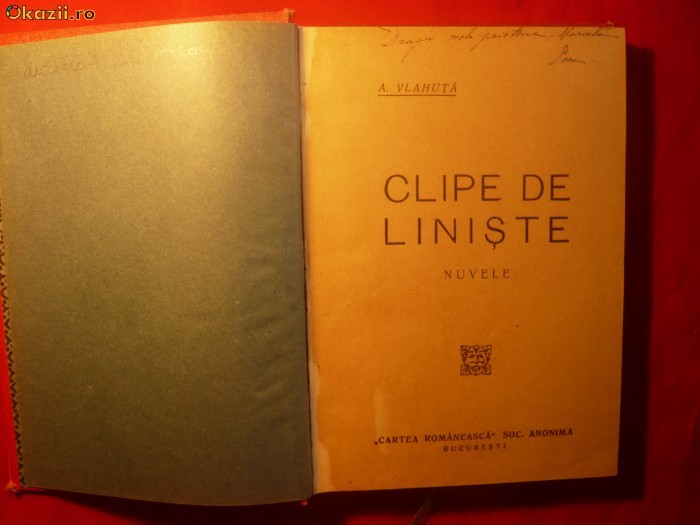 Okazii.ro
A. VLAHUȚĂ
CLIPE DE
LINIȘTE
NUVELE
„CARTEA ROMÂNEASCĂ" SOC. ANONIMA
BUCUREȘTI